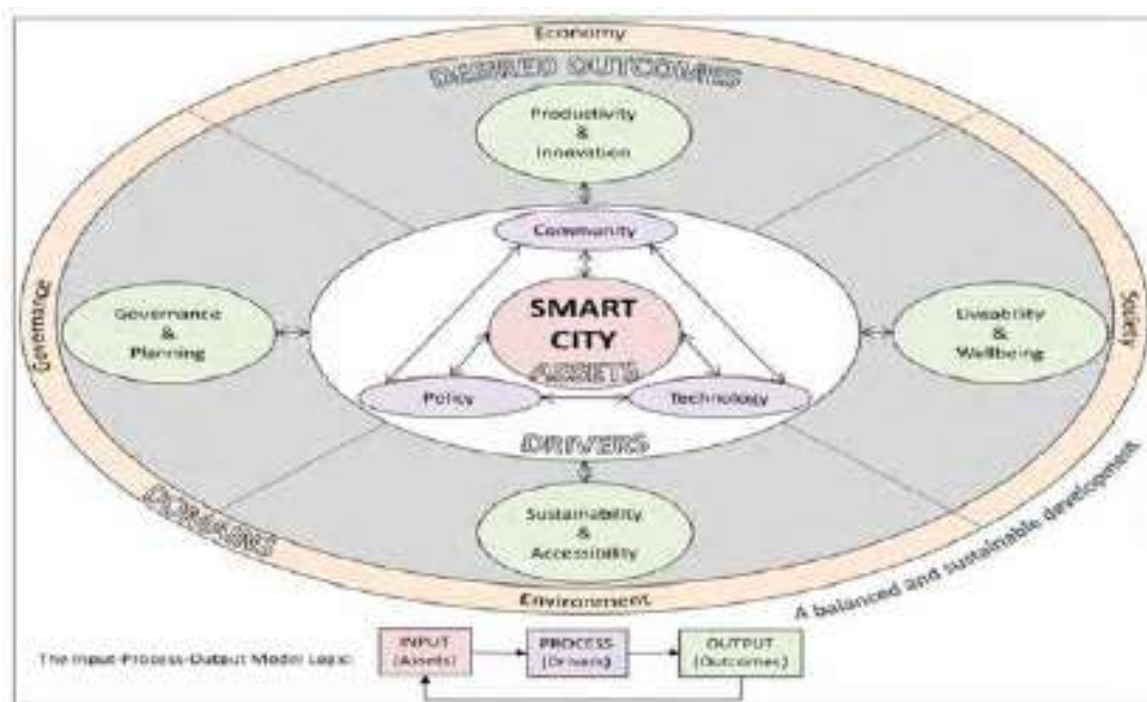 Economy
DESIRED OUTCOMES
Productivity
&
Innovation
Community
Governance
Governance
&
Planning
SMART
CITY
ASSETS
Liveability
&
Wellbeing
Society
Policy
Technology
DRIVERS
Sustainability
&
Accessibility
DOMAINS
Environment
A balanced and sustainable development
The Input-Process-Output Model Logic:
INPUT
(Assets)
PROCESS
(Drivers)
OUTPUT
(Outcomes)